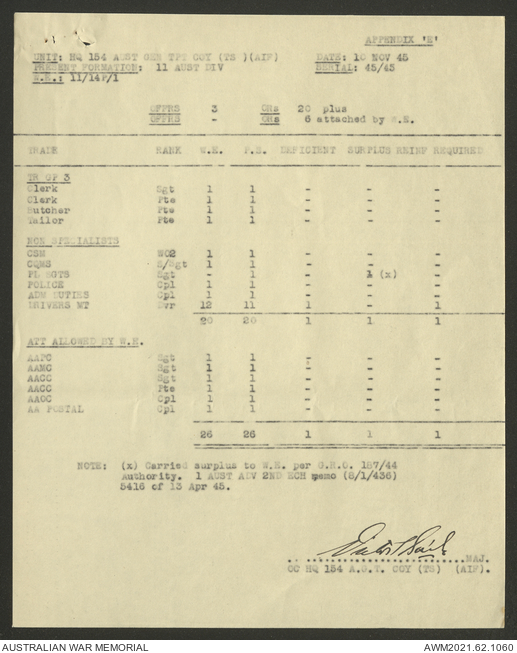 APPENDIX 'E'
UNIT: HQ 154 AUST GEN TPT COY (TS )(AIF) DATE: 10 NOV 45
PRESENT FORMATION: 11 AUST DIV SERIAL: 45/45
W.E.: 11/14F/1
OFFRS 3 ORs 20 plus
OFFRS - ORs 6 attached by W.E.
TRADE RANK W.E. P.S. DEFICIENT SURPLUS REINF REQUIRED
TR GP 3
Clerk Sgt 1 1 - - -
Clerk Pte 1 1 - - -
Butcher Pte 1 1 - - -
Tailor Pte 1 1 - - -
NON SPECIALISTS
CSM WO2 1 1 - - -
CQMS S/Sgt 1 1 - - -
PL SGTS Sgt - 1 - 1 (x) -
POLICE Cpl 1 1 - - -
ADM DUTIES Cpl 1 1 - - -
DRIVERS MT Dvr 12 11 1 - 1
20 20 1 1 1
ATT ALLOWED BY W.E.
AAPC Sgt 1 1 - - -
AAMC Sgt 1 1 - - -
AACC Sgt 1 1 - - -
AACC Pte 1 1 - - -
AAOC Cpl 1 1 - - -
AA POSTAL Cpl 1 1 - - -
26 26 1 1 1
NOTE: (x) Carried surplus to W.E. per G.R.O. 187/44
Authority. 1 AUST ADV 2ND ECH memo (8/1/436)
5416 of 13 Apr 45.
MAJ.
OC HQ 154 A.G.T. COY (TS) (AIF).
AUSTRALIAN WAR MEMORIAL AWM2021.62.1060